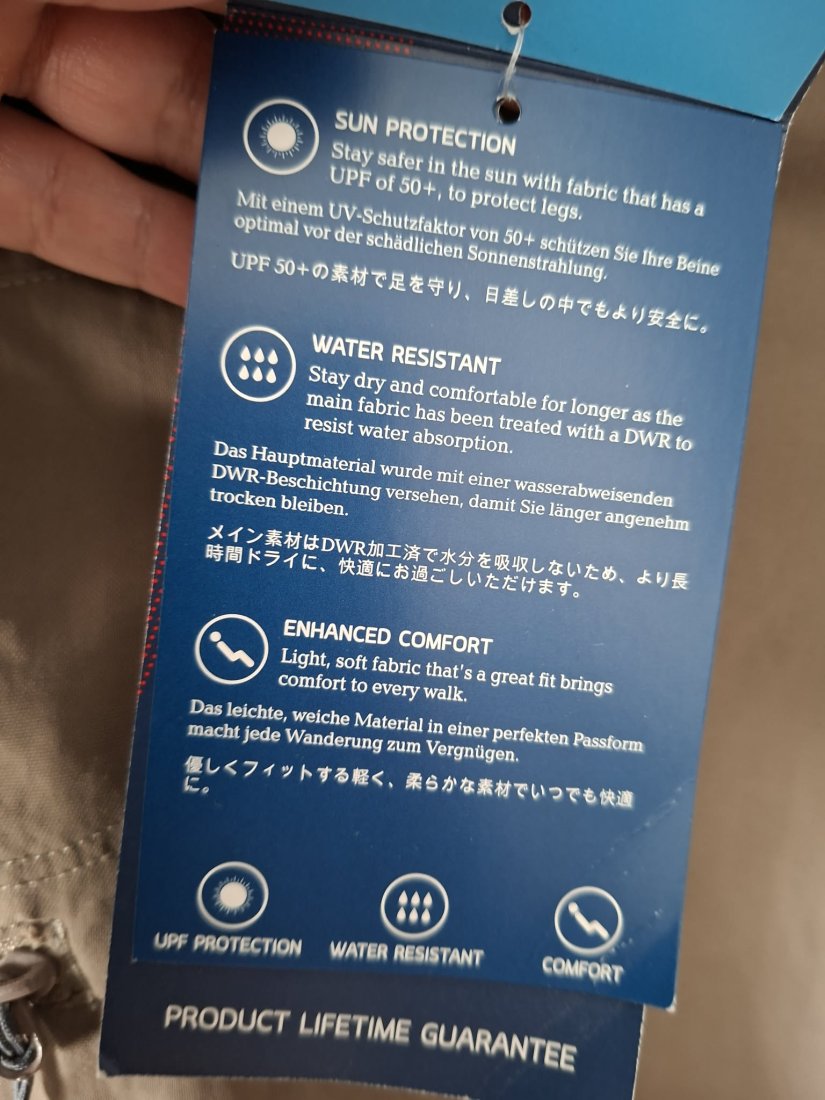 SUN PROTECTION
Stay safer in the sun with fabric that has a
UPF of 50+, to protect legs.
Mit einem UV-Schutzfaktor von 50+ schützen Sie Ihre Beine
optimal vor der schädlichen Sonnenstrahlung.
UPF 50+の素材で足を守り、日差しの中でもより安全に。
WATER RESISTANT
Stay dry and comfortable for longer as the
main fabric has been treated with a DWR to
resist water absorption.
Das Hauptmaterial wurde mit einer wasserabweisenden
DWR-Beschichtung versehen, damit Sie länger angenehm
trocken bleiben.
メイン素材はDWR加工済で水分を吸収しないため、より長
時間ドライに、快適にお過ごしいただけます。
ENHANCED COMFORT
Light, soft fabric that's a great fit brings
comfort to every walk.
Das leichte, weiche Material in einer perfekten Passform
macht jede Wanderung zum Vergnügen.
優しくフィットする軽く、柔らかな素材でいつでも快適
に。
UPF PROTECTION
WATER RESISTANT
COMFORT
PRODUCT LIFETIME GUARANTEE